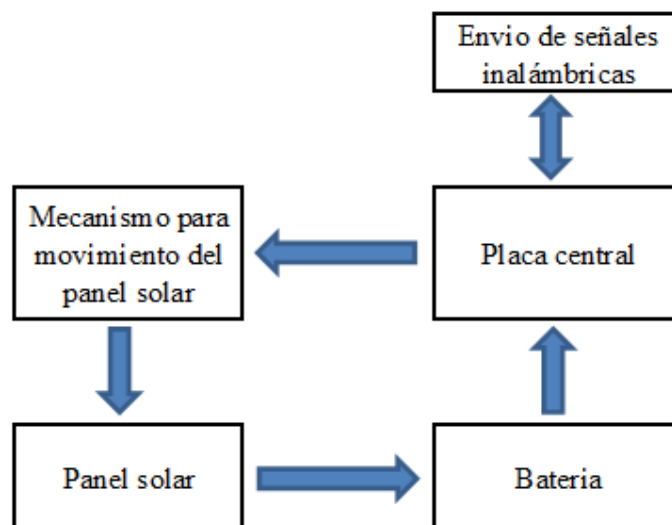 Envio de señales
inalámbricas
Mecanismo para
movimiento del
panel solar
Placa central
Panel solar
Bateria